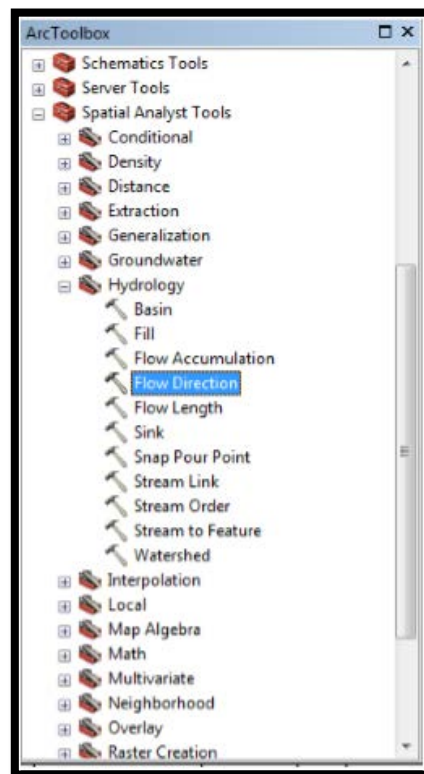 ArcToolbox
Schematics Tools
Server Tools
Spatial Analyst Tools
Conditional
Density
Distance
Extraction
Generalization
Groundwater
Hydrology
Basin
Fill
Flow Accumulation
Flow Direction
Flow Length
Sink
Snap Pour Point
Stream Link
Stream Order
Stream to Feature
Watershed
Interpolation
Local
Map Algebra
Math
Multivariate
Neighborhood
Overlay
Raster Creation